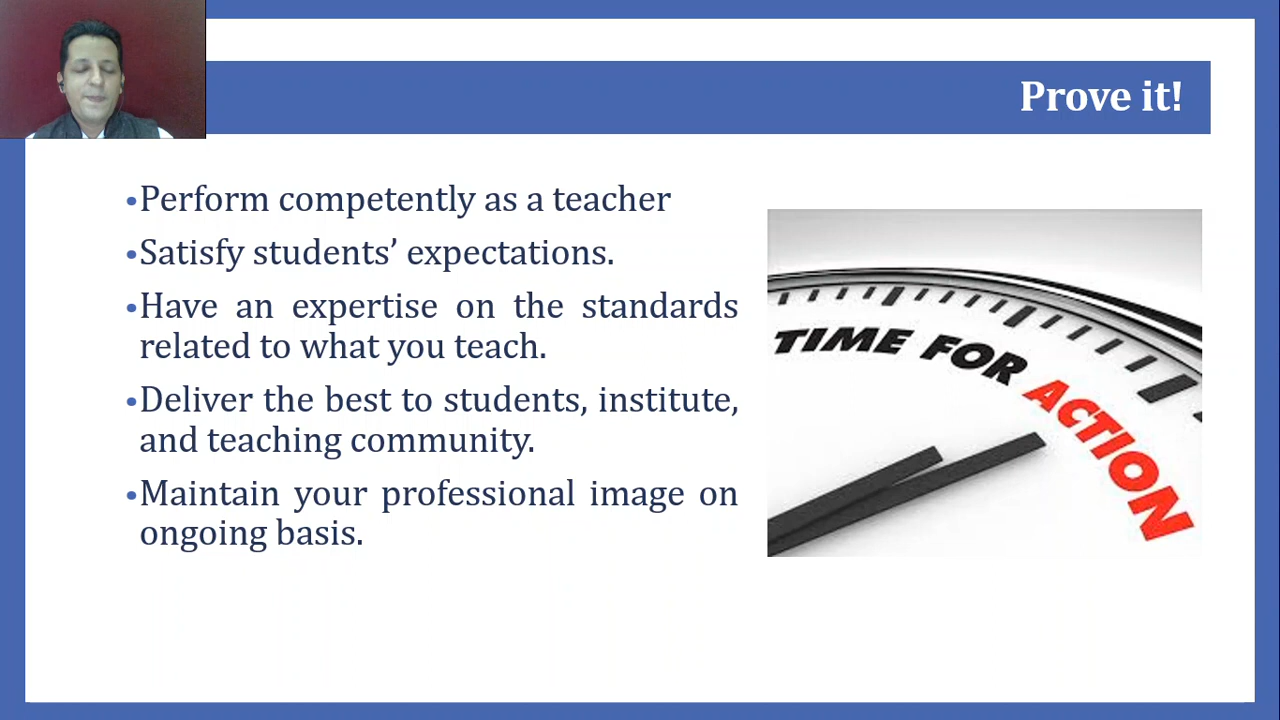 Prove it!
•Perform competently as a teacher
•Satisfy students’ expectations.
•Have an expertise on the standards
related to what you teach.
•Deliver the best to students, institute,
and teaching community.
•Maintain your professional image on
ongoing basis.
TIME FOR ACTION